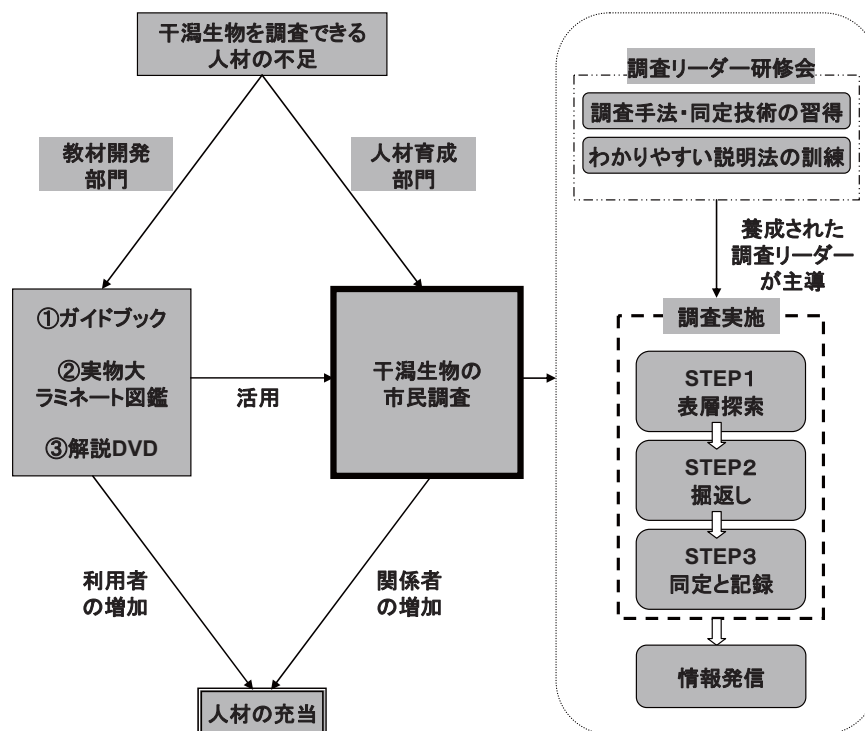 干潟生物を調査できる
人材の不足
教材開発
部門
人材育成
部門
①ガイドブック
②実物大
ラミネート図鑑
③解説DVD
活用
干潟生物の
市民調査
利用者
の増加
関係者
の増加
人材の充当
調査リーダー研修会
調査手法・同定技術の習得
わかりやすい説明法の訓練
養成された
調査リーダー
が主導
調査実施
STEP1
表層探索
STEP2
掘返し
STEP3
同定と記録
情報発信